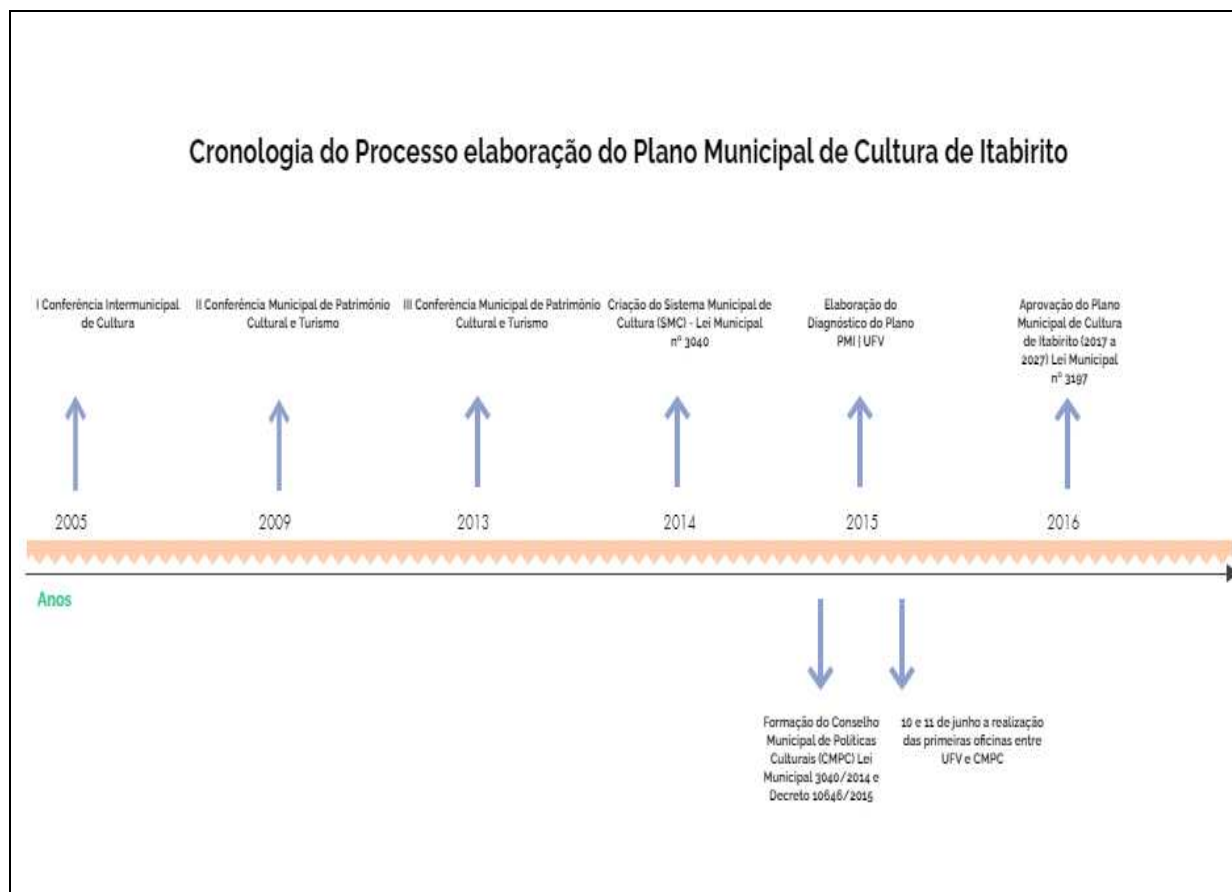 Cronologia do Processo elaboração do Plano Municipal de Cultura de Itabirito
I Conferência Intermunicipal
de Cultura
II Conferência Municipal de Patrimônio
Cultural e Turismo
III Conferência Municipal de Patrimônio
Cultural e Turismo
Criação do Sistema Municipal de
Cultura (SMC) - Lei Municipal
nº 3040
Elaboração do
Diagnóstico do Plano
PMI | UFV
Aprovação do Plano
Municipal de Cultura
de Itabirito (2017 a
2027) Lei Municipal
nº 3197
2005
2009
2013
2014
2015
2016
Anos
Formação do Conselho
Municipal de Políticas
Culturais (CMPC) Lei
Municipal 3040/2014 e
Decreto 10646/2015
10 e 11 de junho a realização
das primeiras oficinas entre
UFV e CMPC